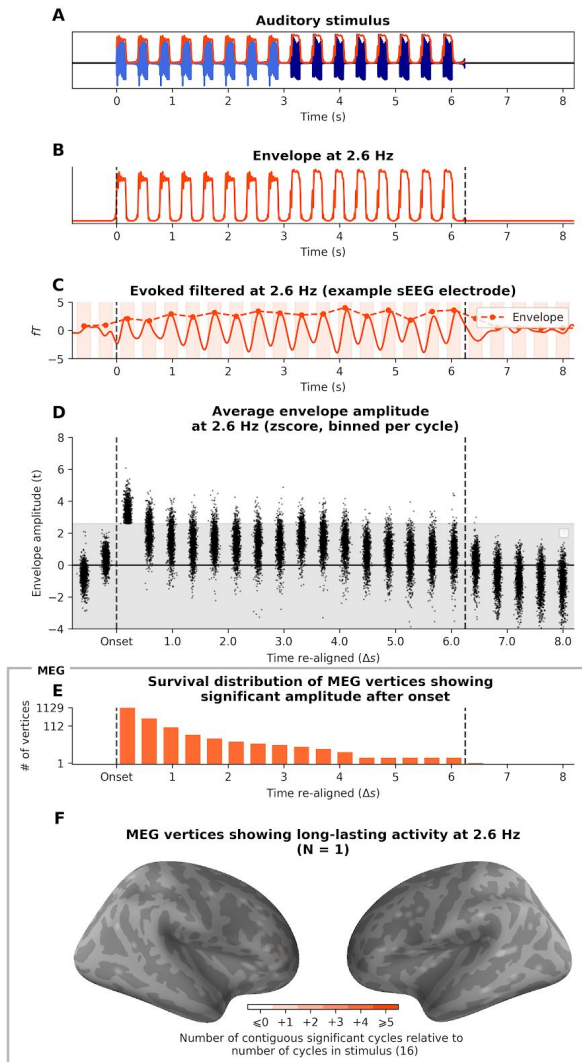 A
Auditory stimulus
0 1 2 3 4 5 6 7 8
Time (s)
B
Envelope at 2.6 Hz
0 1 2 3 4 5 6 7 8
Time (s)
C
Evoked filtered at 2.6 Hz (example sEEG electrode)
5
0
−5
fT
Envelope
0 1 2 3 4 5 6 7 8
Time (s)
D
Average envelope amplitude
at 2.6 Hz (zscore, binned per cycle)
8
6
4
2
0
−2
−4
Envelope amplitude (t)
Onset 1.0 2.0 3.0 4.0 5.0 6.0 7.0 8.0
Time re-aligned (Δs)
MEG
E
Survival distribution of MEG vertices showing
significant amplitude after onset
1129
112
1
# of vertices
Onset 1 2 3 4 5 6 7 8
Time re-aligned (Δs)
F
MEG vertices showing long-lasting activity at 2.6 Hz
(N = 1)
⩽0 +1 +2 +3 +4 ⩾5
Number of contiguous significant cycles relative to
number of cycles in stimulus (16)